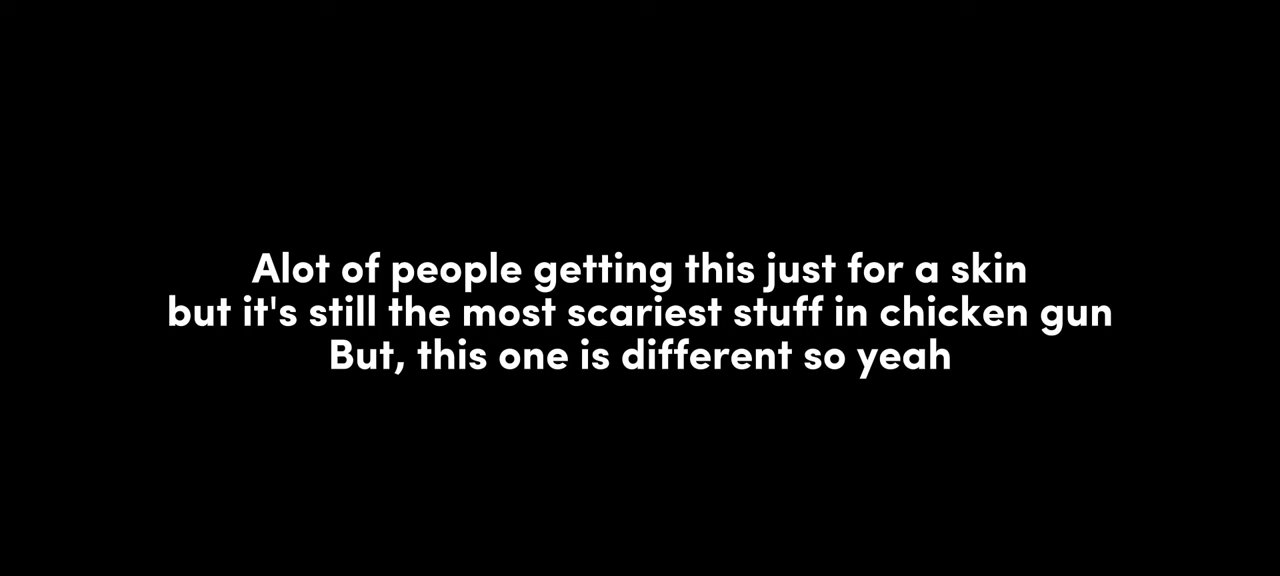 Alot of people getting this just for a skin
but it's still the most scariest stuff in chicken gun
But, this one is different so yeah